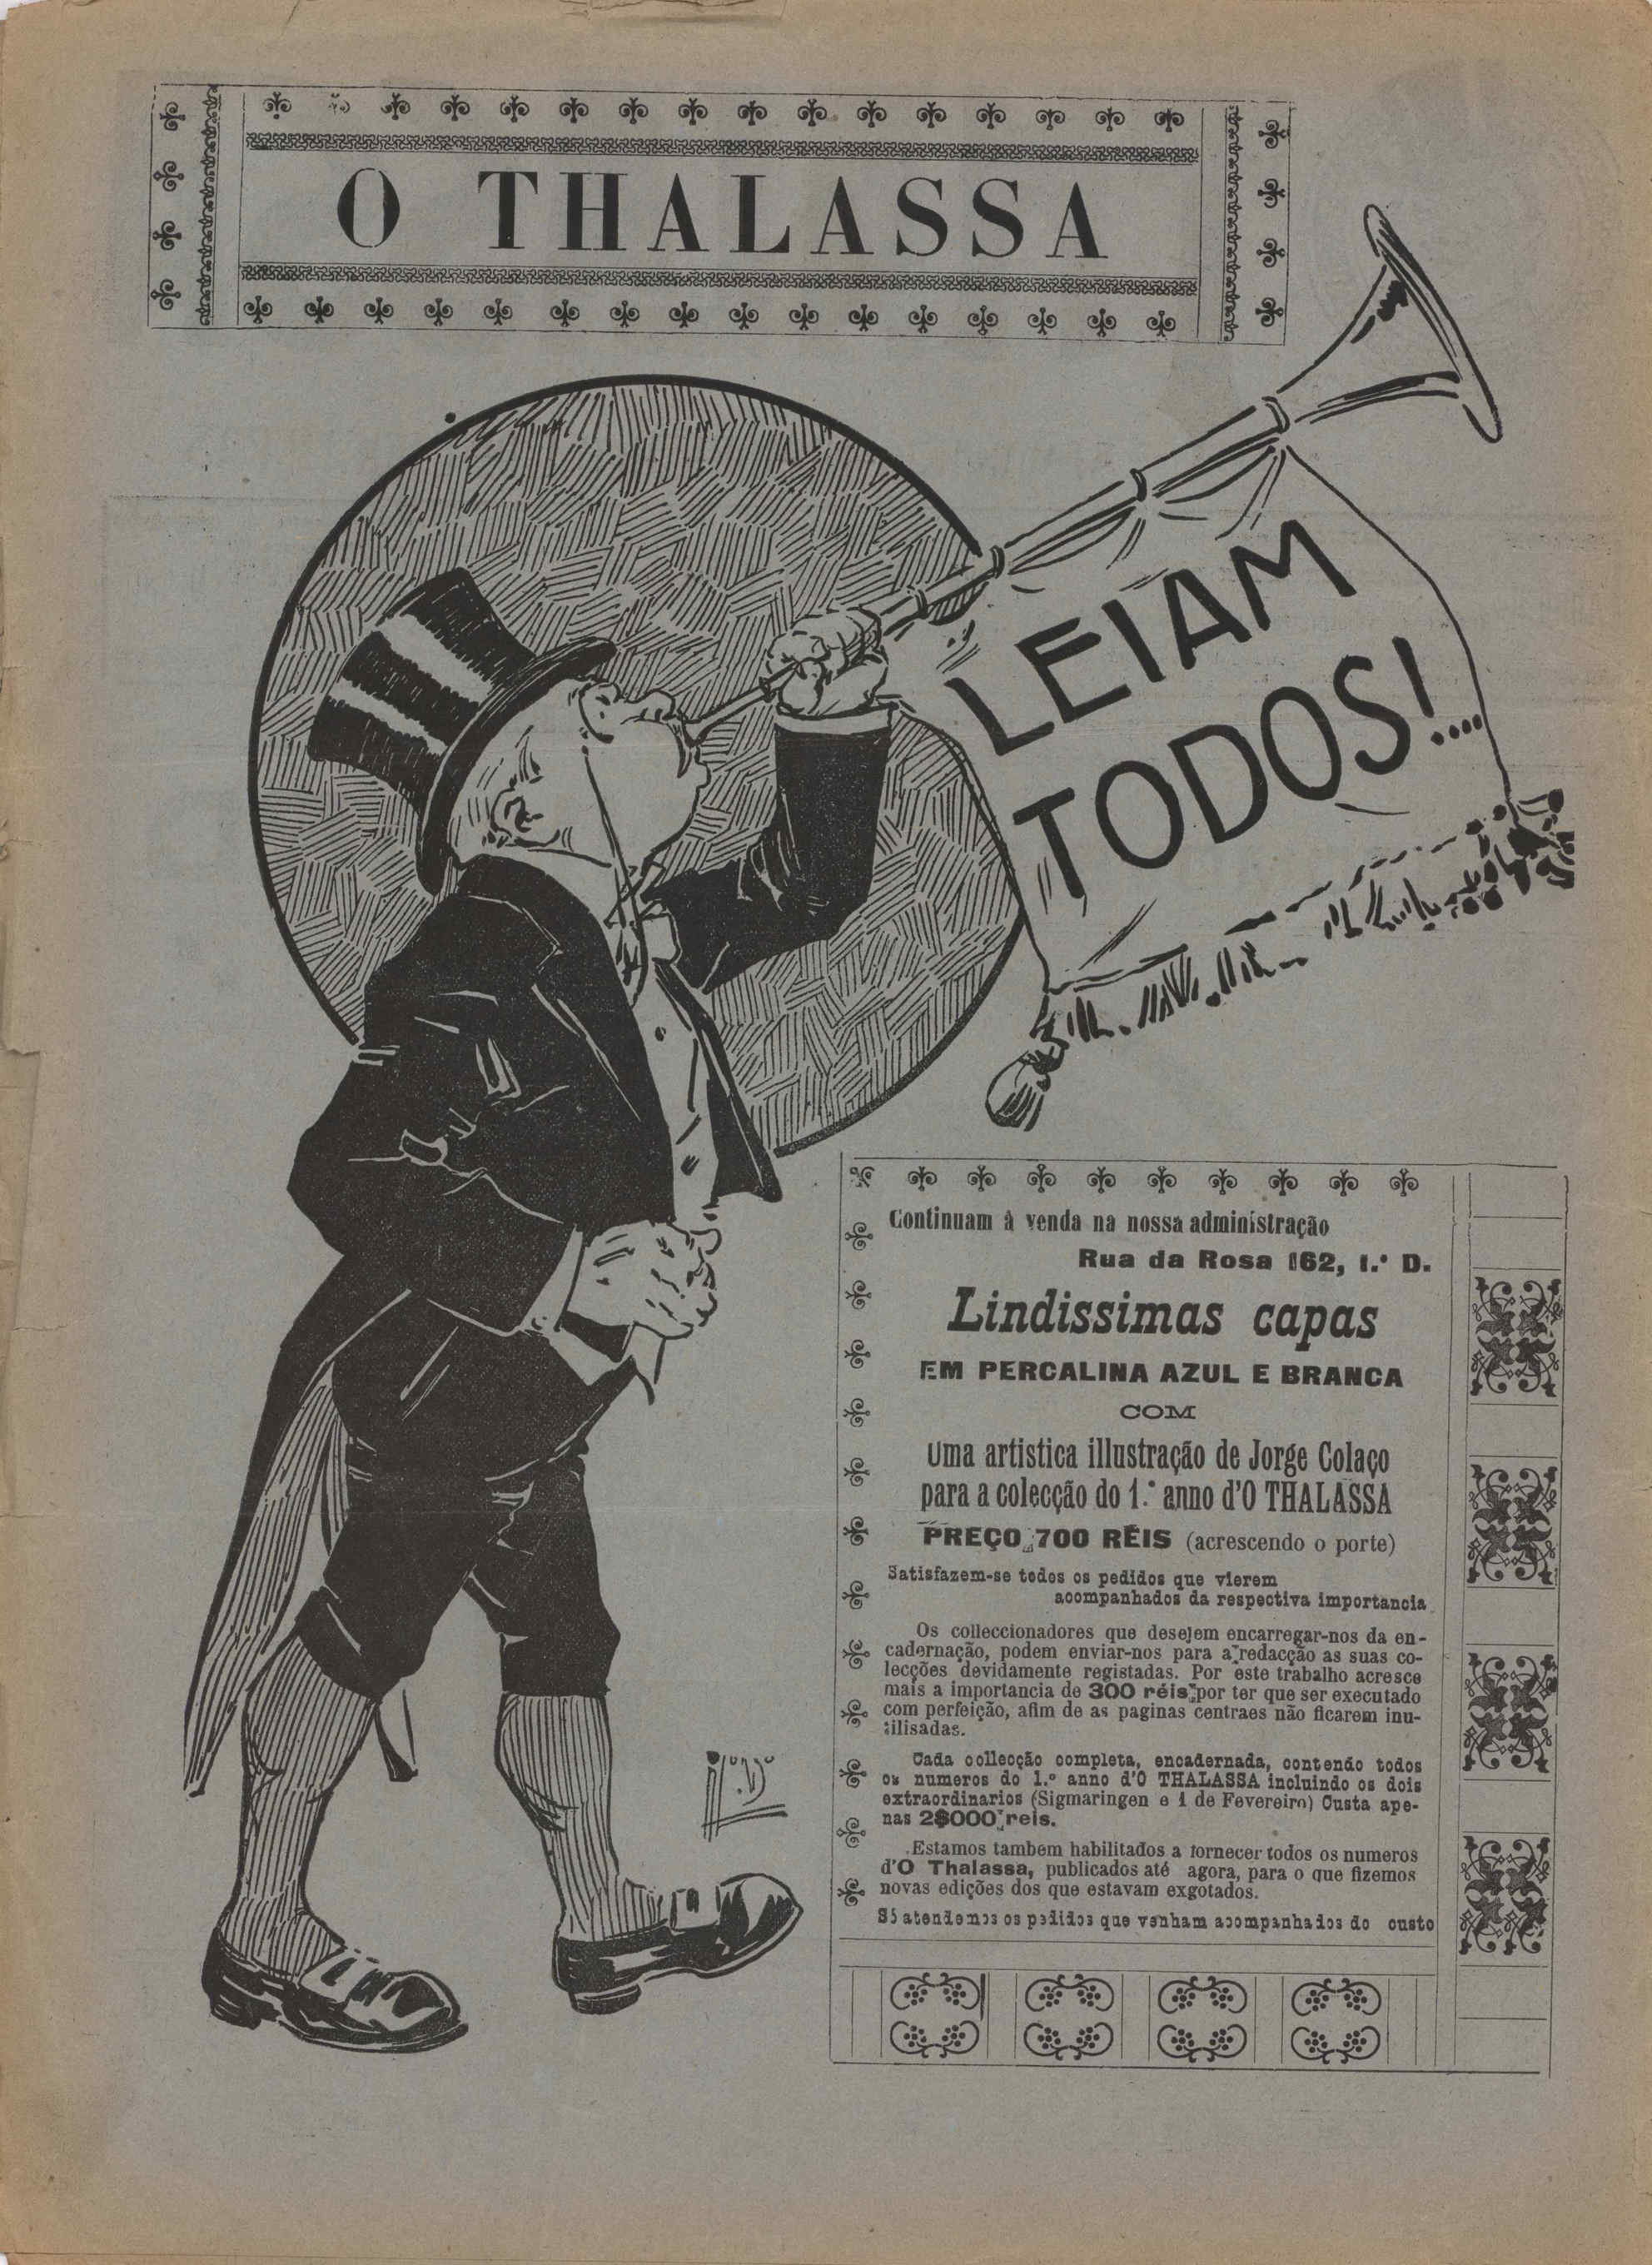 O THALASSA
LEIAM
TODOS!...
Continuam á venda na nossa administração
Rua da Rosa 162, 1.º D.
Lindissimas capas
EM PERCALINA AZUL E BRANCA
COM
Uma artistica illustração de Jorge Colaço
para a colecção do 1.º anno d'O THALASSA
PREÇO 700 RÉIS (acrescendo o porte)
Satisfazem-se todos os pedidos que vierem
acompanhados da respectiva importancia
Os colleccionadores que desejem encarregar-nos da en-
cadernação, podem enviar-nos para a redacção as suas co-
lecções devidamente registadas. Por este trabalho acresce
mais a importancia de 300 réis por ter que ser executado
com perfeição, afim de as paginas centraes não ficarem inu-
tilisadas.
Cada collecção completa, encadernada, contendo todos
os numeros do 1.º anno d'O THALASSA incluindo os dois
extraordinarios (Sigmaringen e 1 de Fevereiro) Custa ape-
nas 2$000 reis.
Estamos tambem habilitados a fornecer todos os numeros
d'O Thalassa, publicados até agora, para o que fizemos
novas edições dos que estavam exgotados.
Só atendemos os pedidos que venham acompanhados do custo